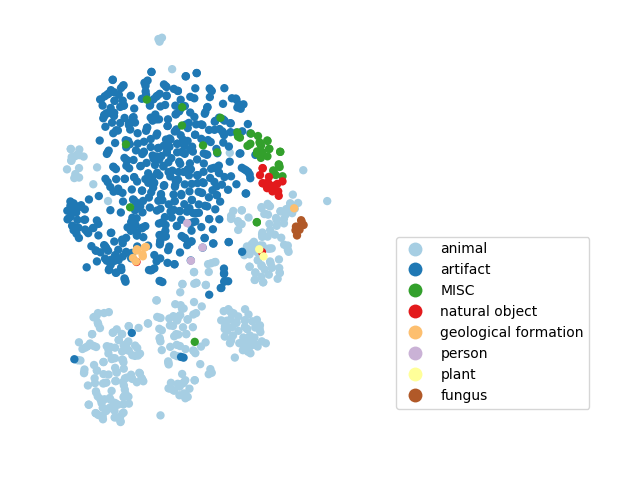 animal
artifact
MISC
natural object
geological formation
person
plant
fungus